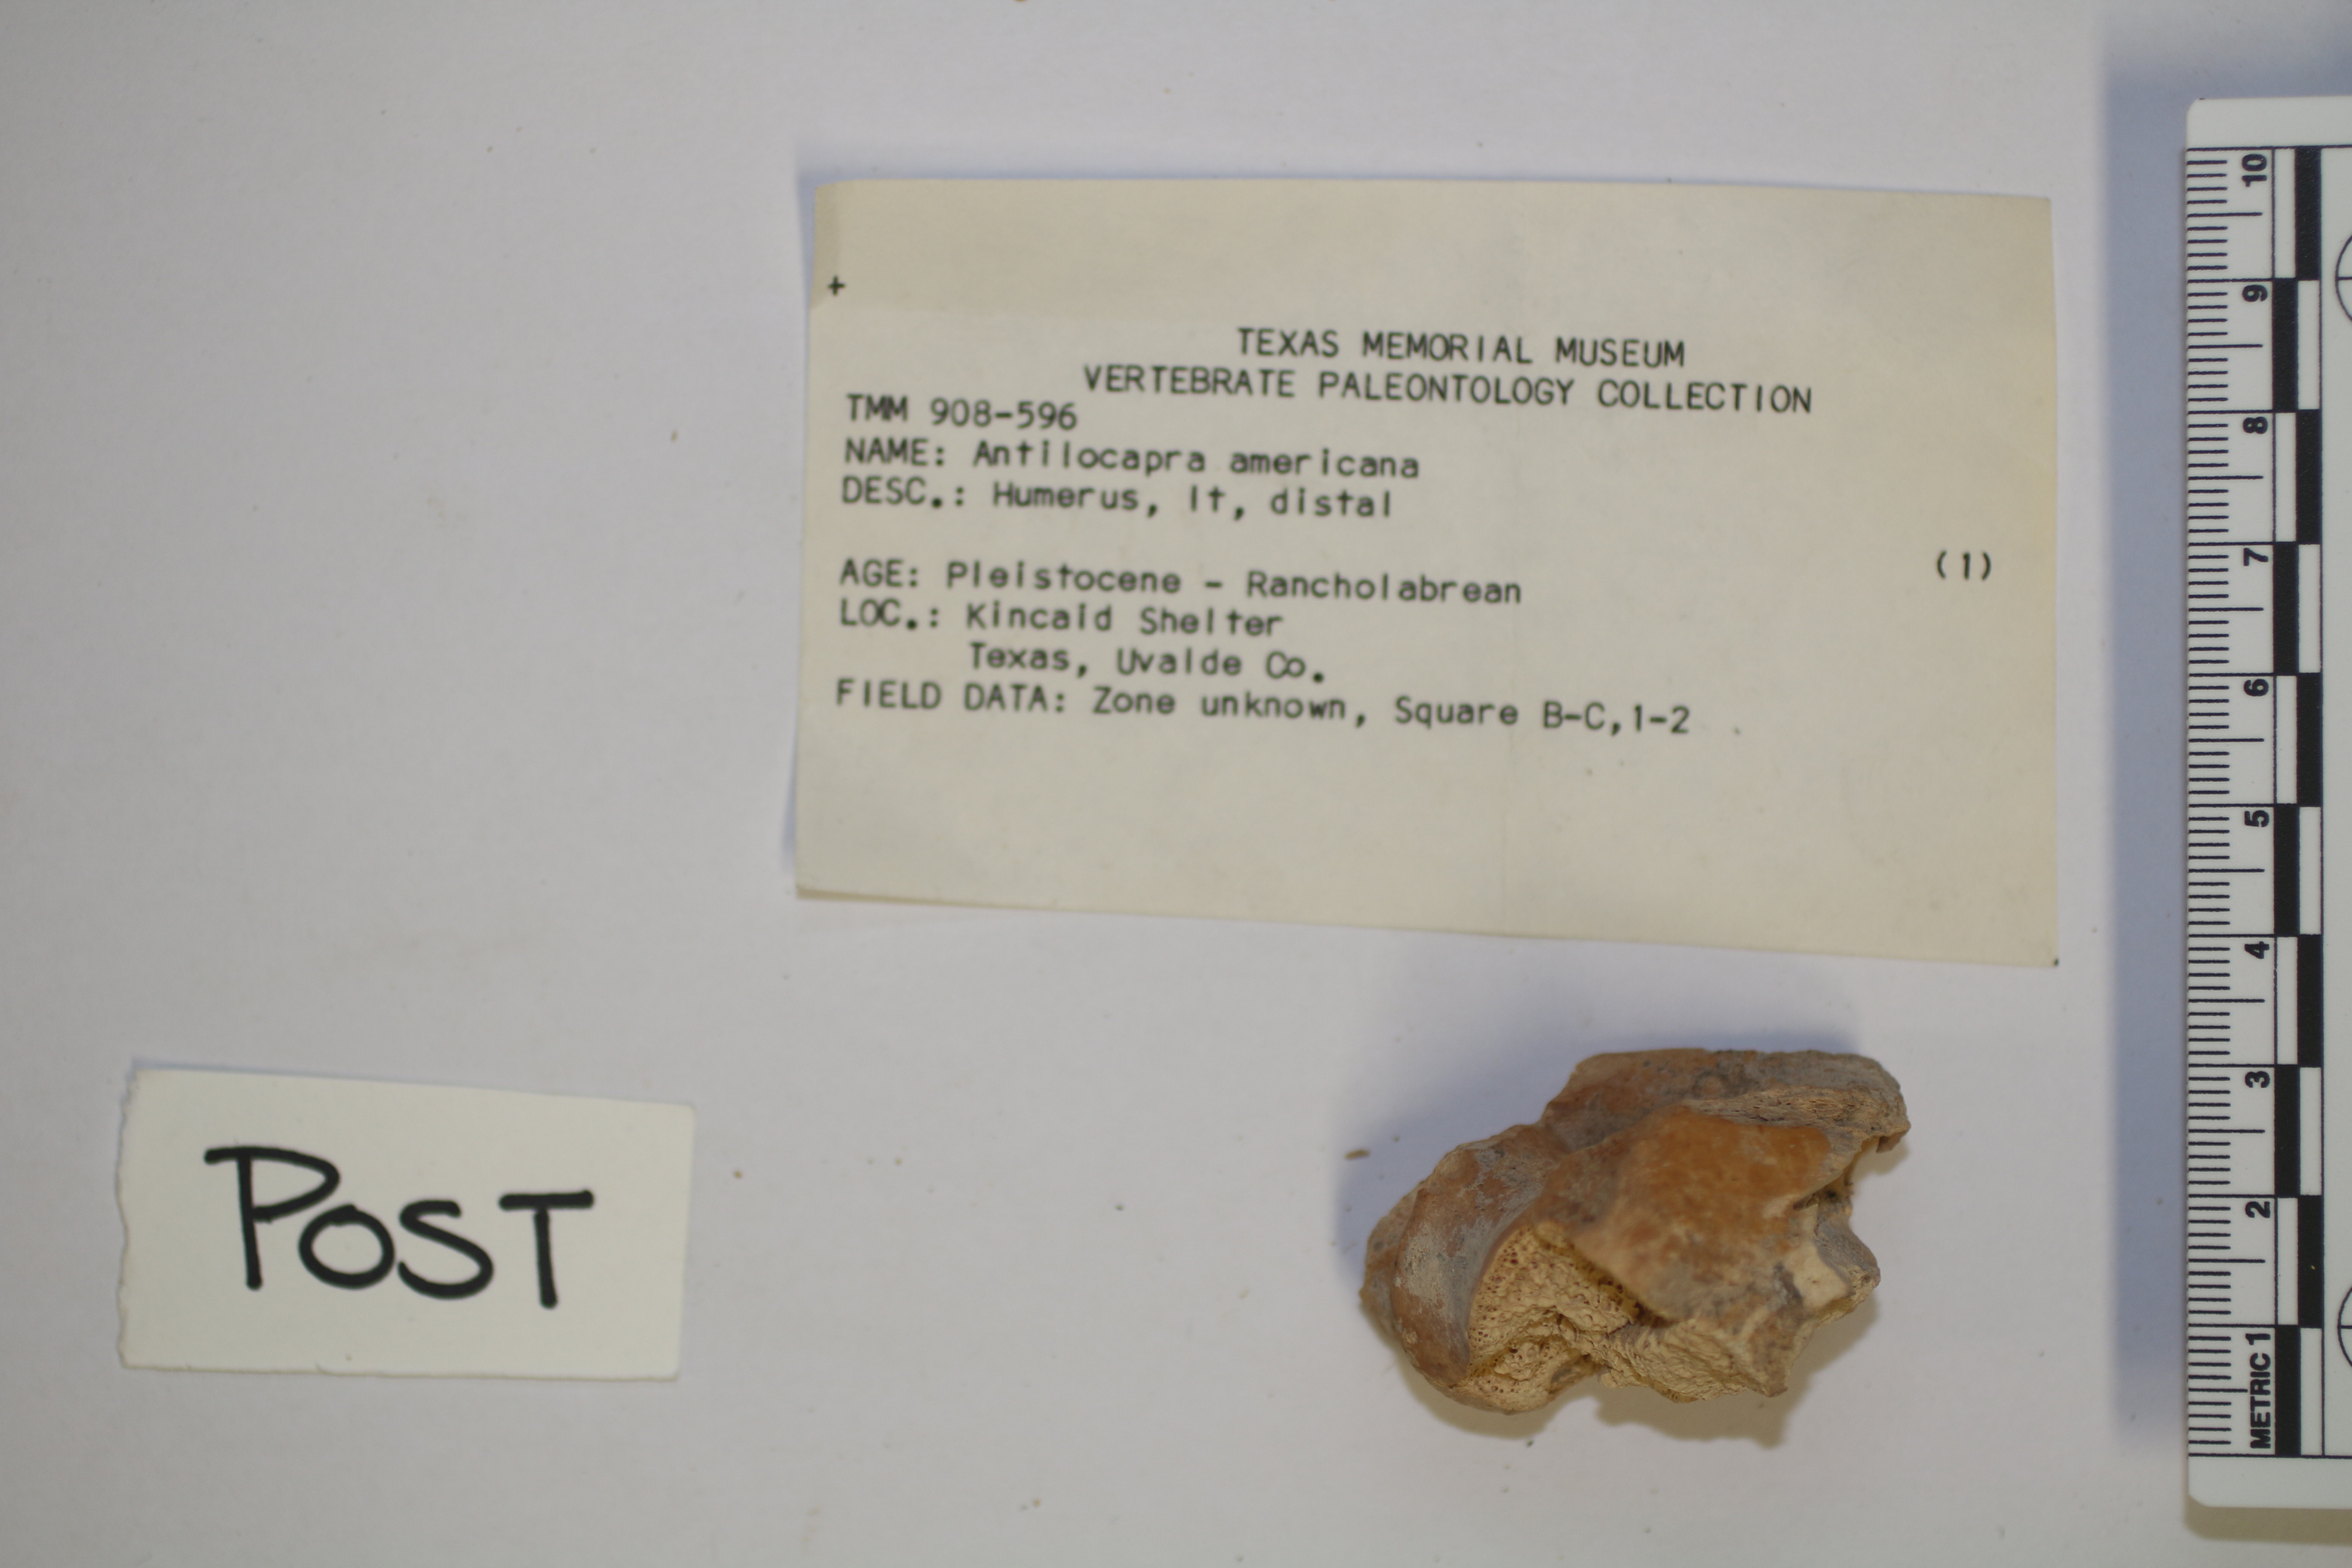 +
TEXAS MEMORIAL MUSEUM
VERTEBRATE PALEONTOLOGY COLLECTION
TMM 908-596
NAME: Antilocapra americana
DESC.: Humerus, lt, distal
(1)
AGE: Pleistocene - Rancholabrean
LOC.: Kincaid Shelter
Texas, Uvalde Co.
FIELD DATA: Zone unknown, Square B-C,1-2
POST
10
9
8
7
6
5
4
3
2
METRIC 1